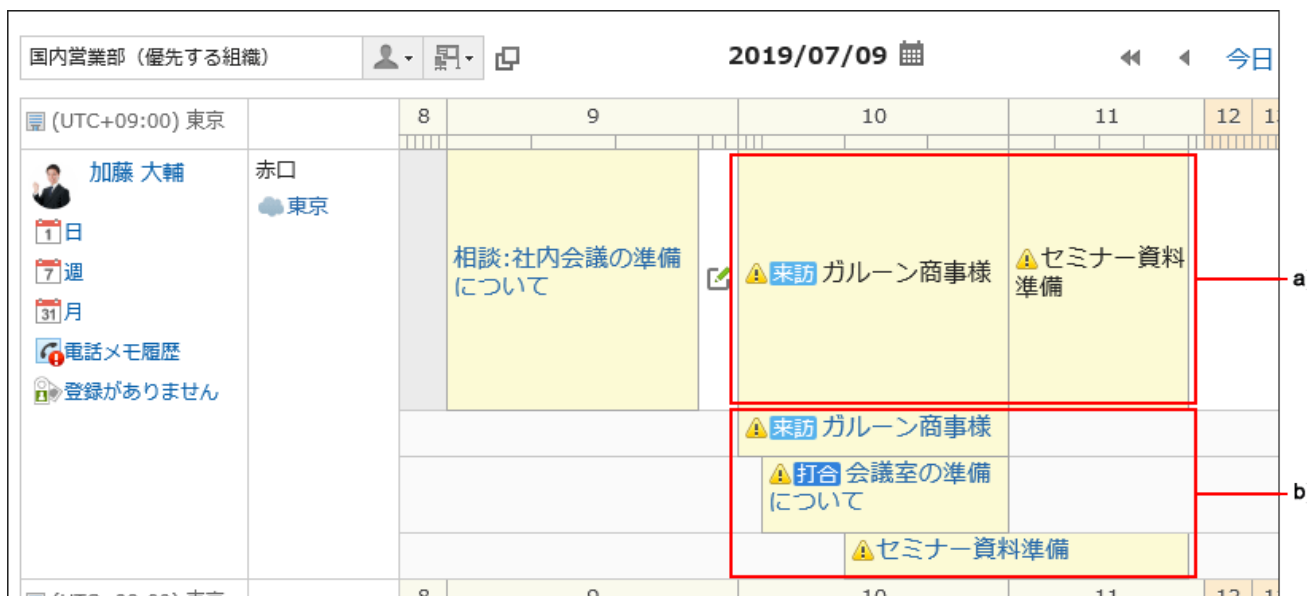 国内営業部（優先する組織）
2019/07/09
今日
(UTC+09:00) 東京
8 9 10 11 12
加藤 大輔
赤口
東京
1 日
7 週
31 月
電話メモ履歴
登録がありません
相談:社内会議の準備
について
来訪 ガルーン商事様
セミナー資料
準備
a
来訪 ガルーン商事様
打合 会議室の準備
について
セミナー資料準備
b